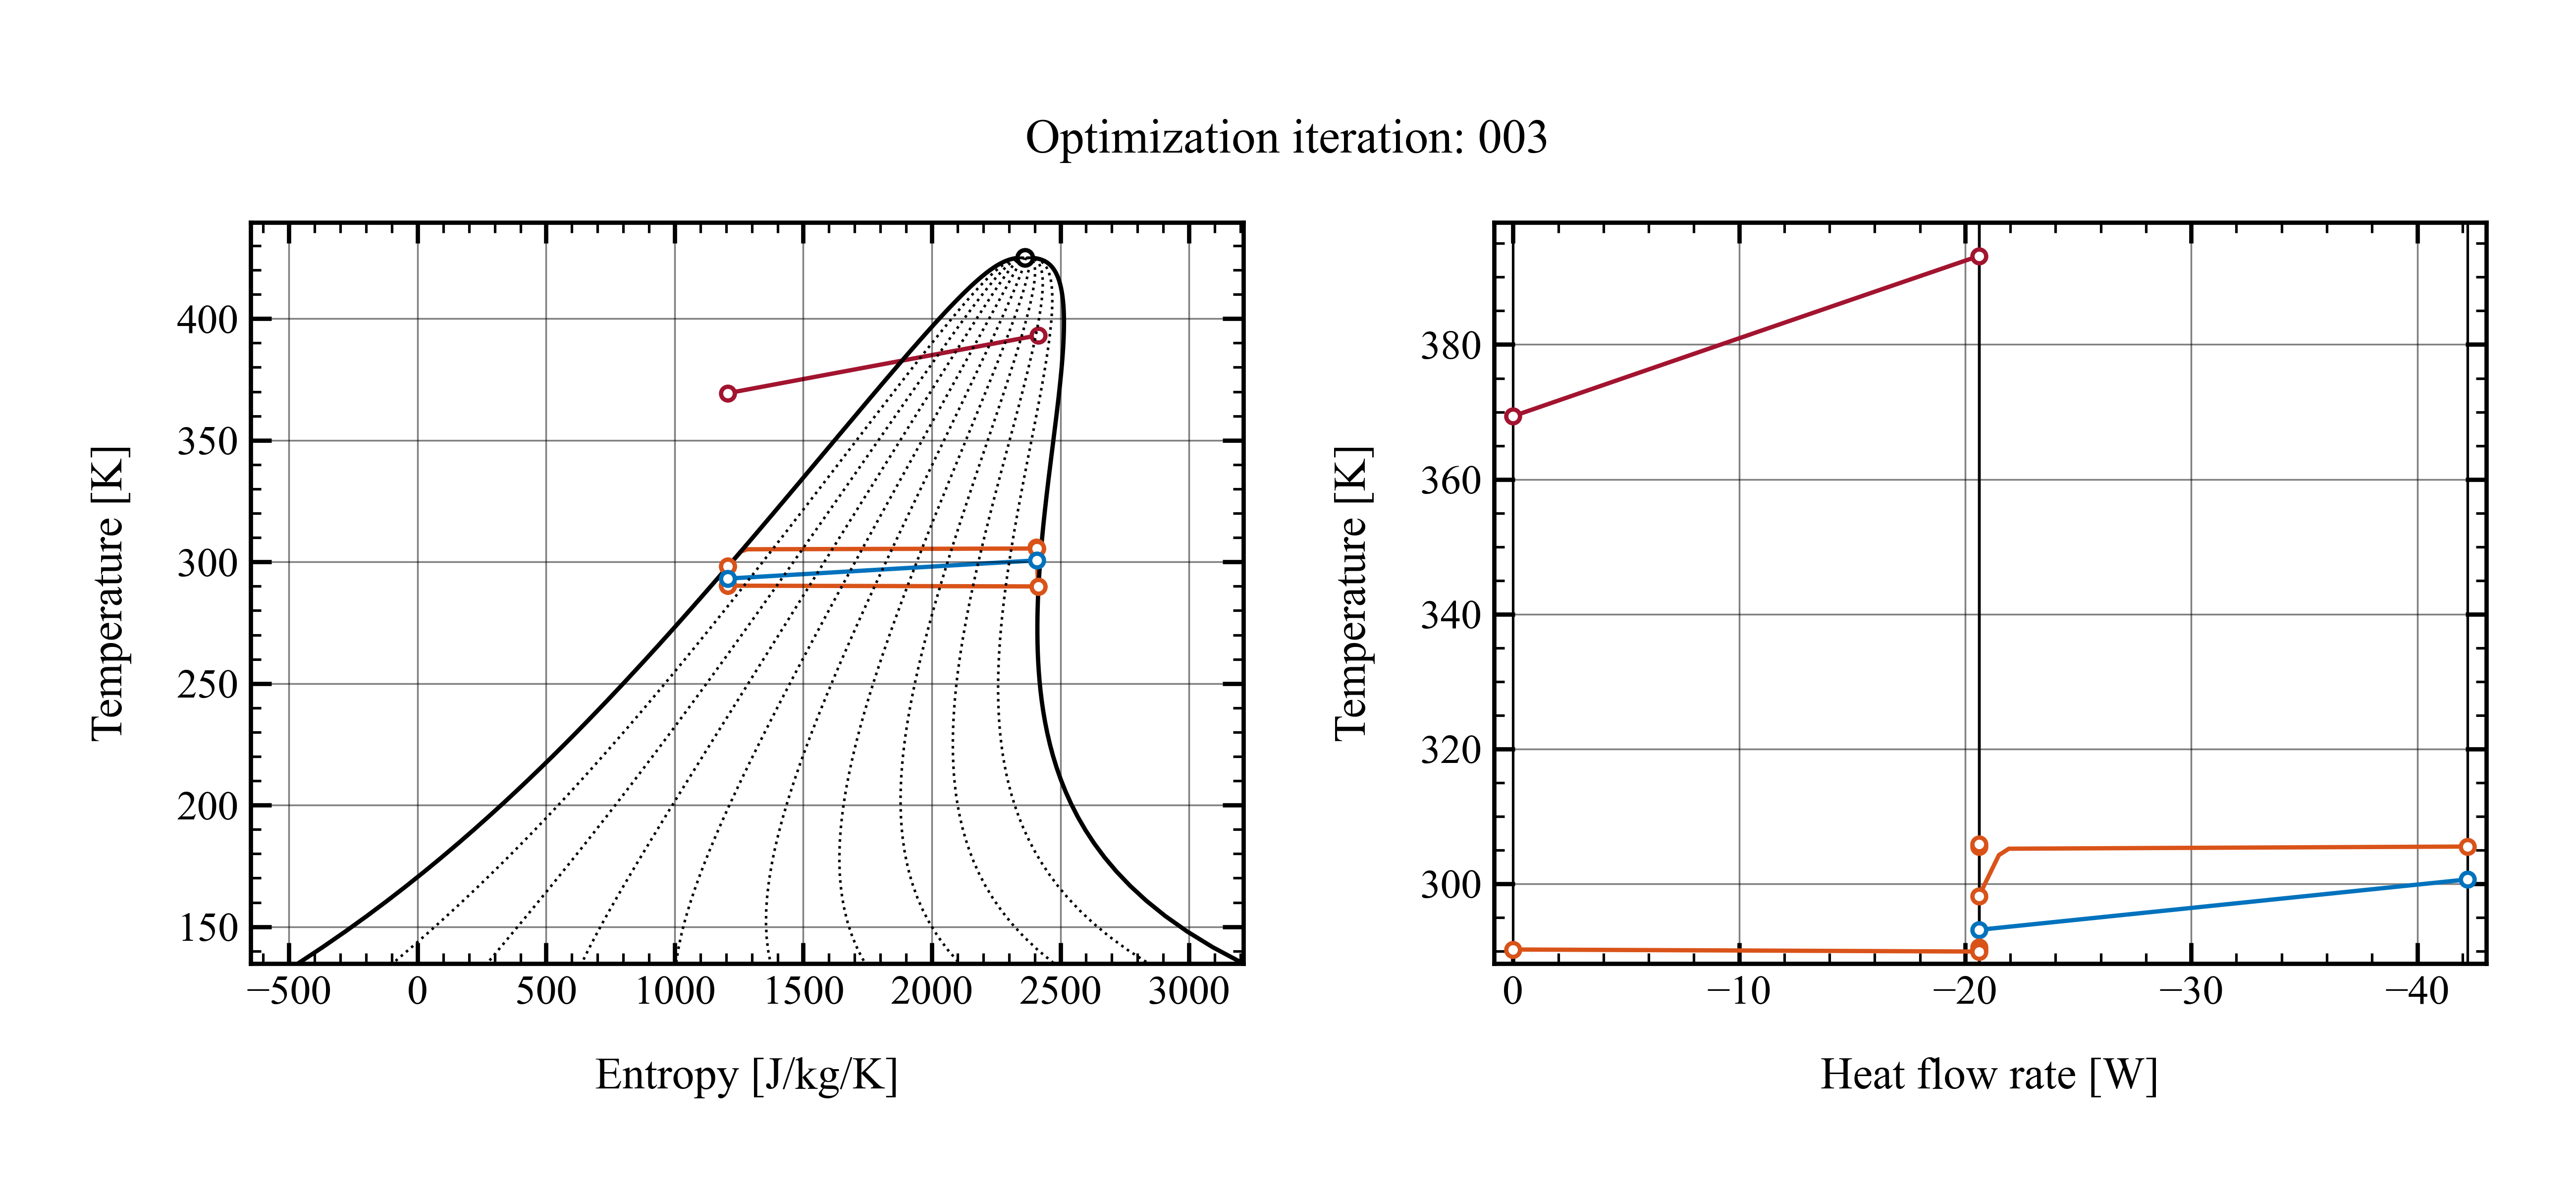 Optimization iteration: 003
Temperature [K]
400
350
300
250
200
150
−500 0 500 1000 1500 2000 2500 3000
Entropy [J/kg/K]
Temperature [K]
380
360
340
320
300
0 −10 −20 −30 −40
Heat flow rate [W]